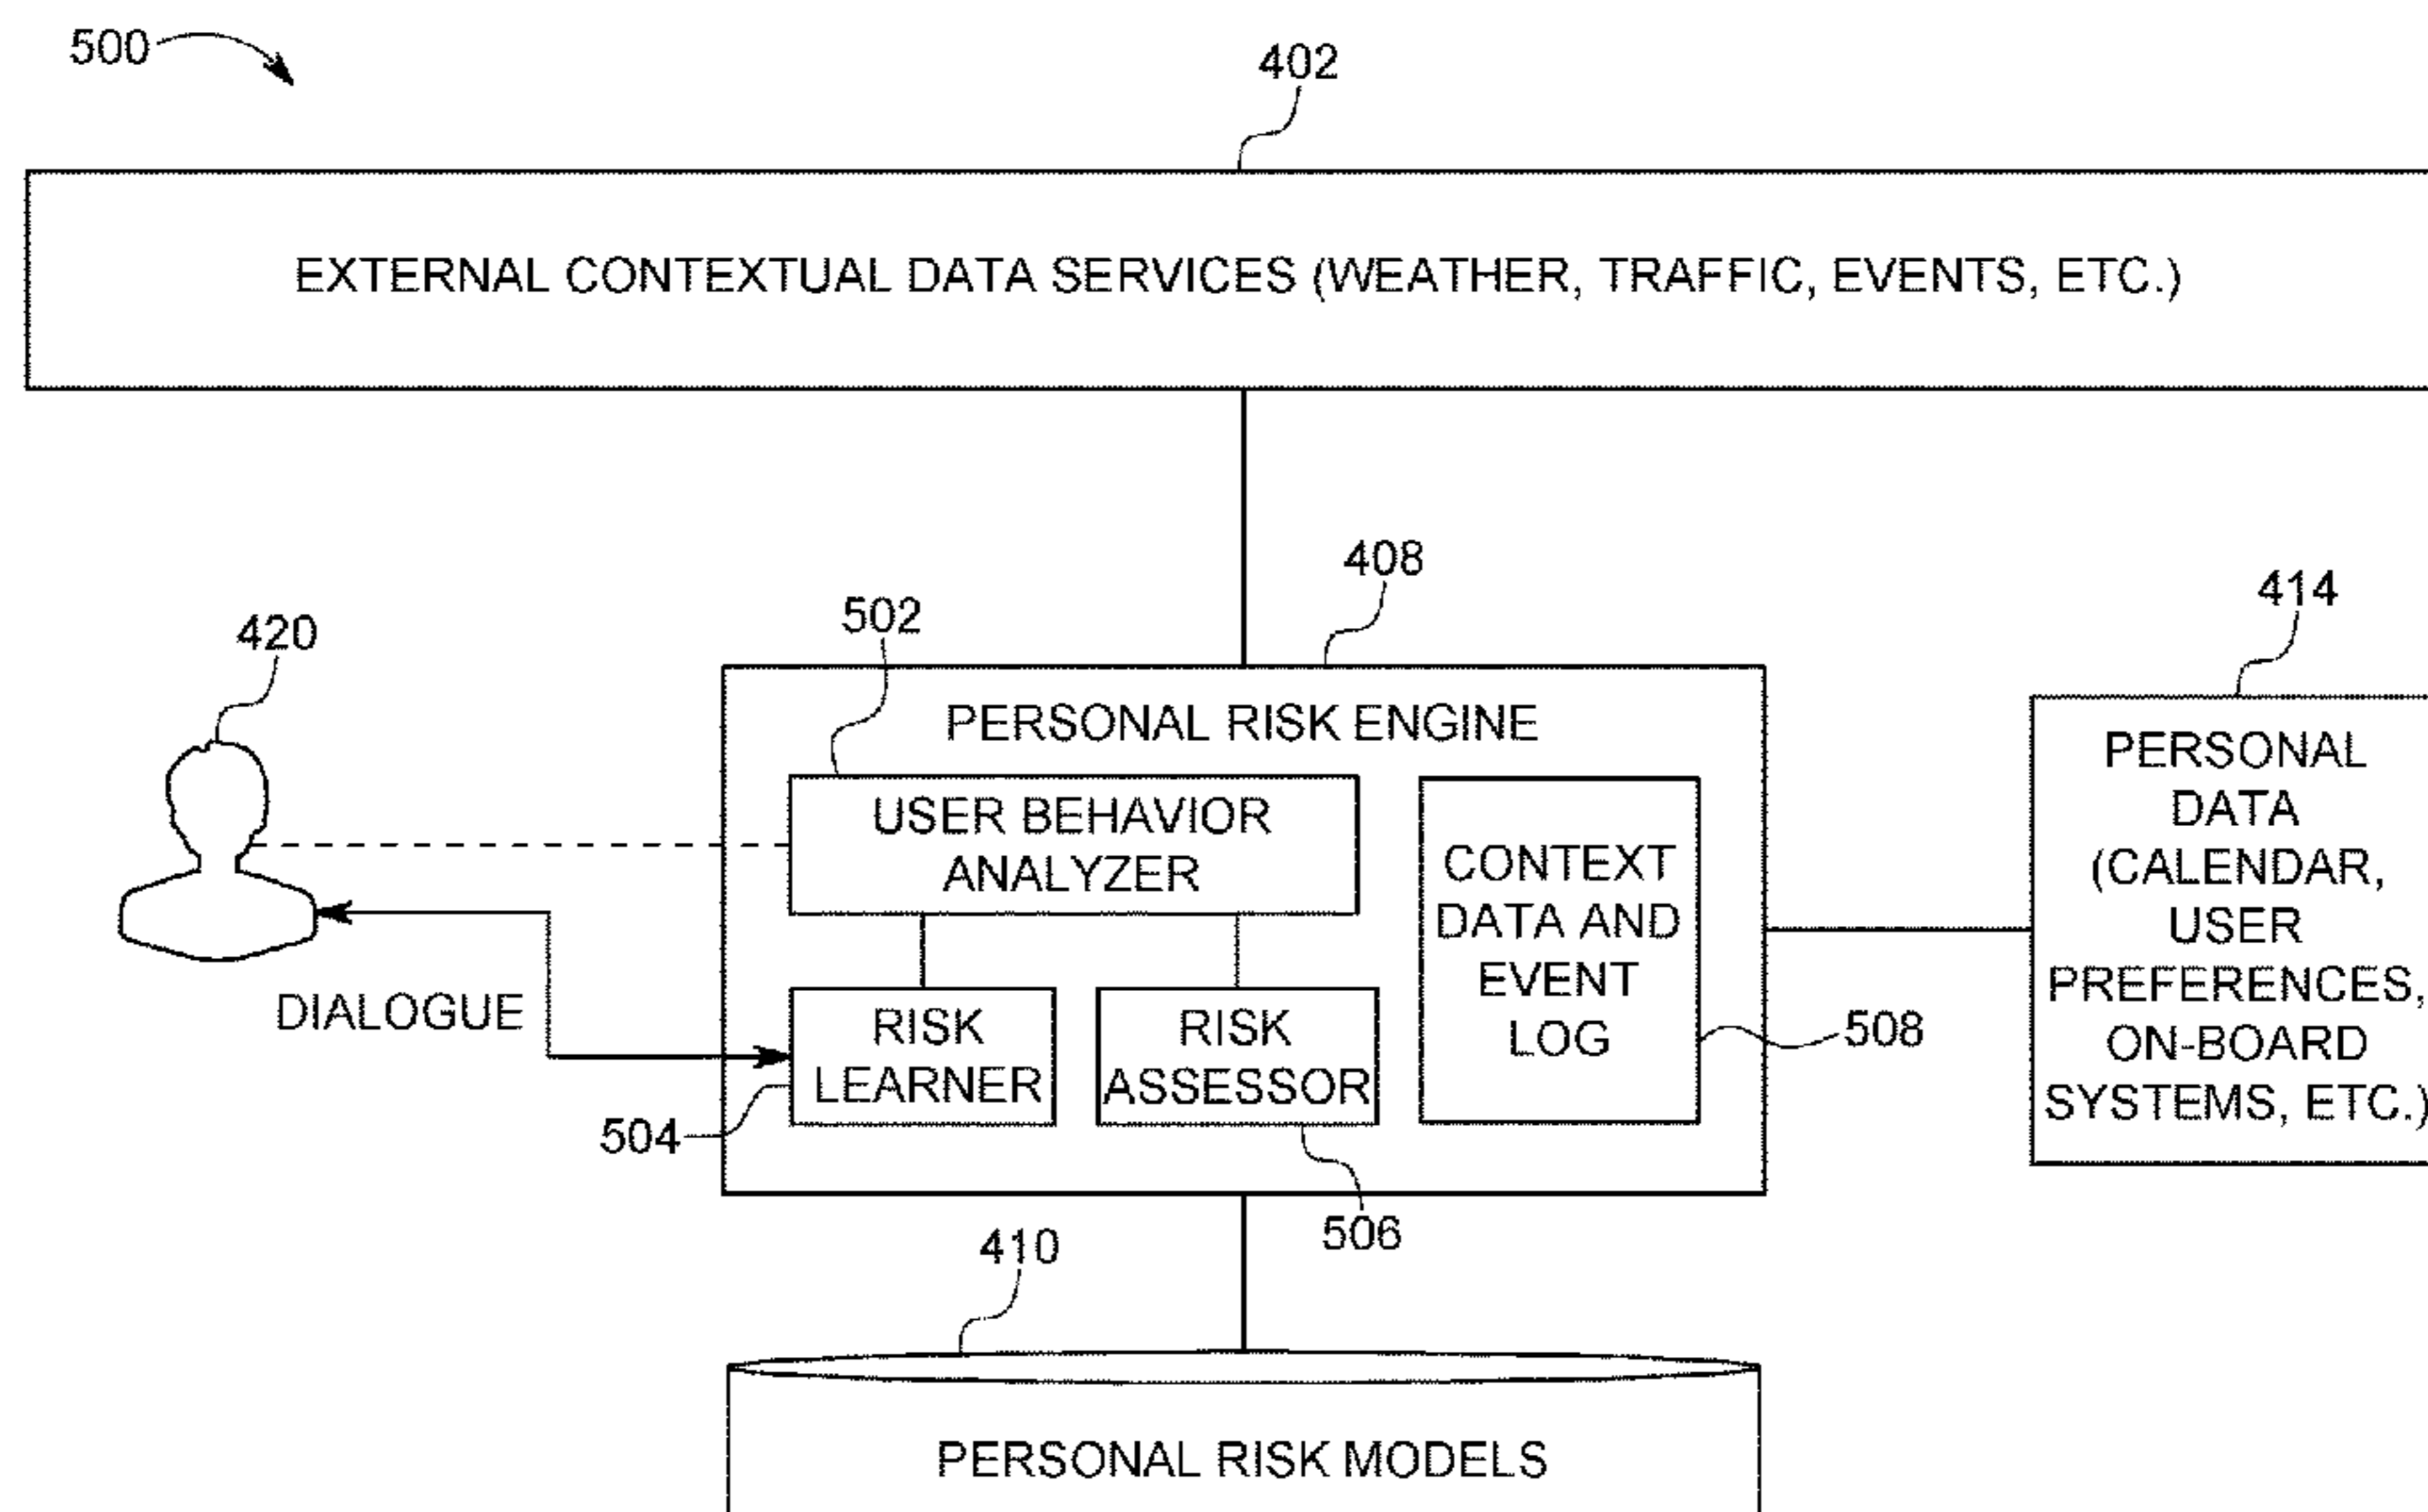 500
402
EXTERNAL CONTEXTUAL DATA SERVICES (WEATHER, TRAFFIC, EVENTS, ETC.)
408
414
502
420
PERSONAL RISK ENGINE
USER BEHAVIOR
ANALYZER
CONTEXT
DATA AND
EVENT
LOG
PERSONAL
DATA
(CALENDAR,
USER
PREFERENCES,
ON-BOARD
SYSTEMS, ETC.)
DIALOGUE
RISK
LEARNER
RISK
ASSESSOR
508
504
506
410
PERSONAL RISK MODELS